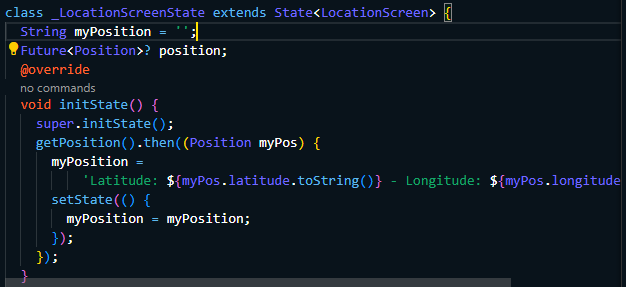 class _LocationScreenState extends State<LocationScreen> {
String myPosition = '';
Future<Position>? position;
@override
no commands
void initState() {
super.initState();
getPosition().then((Position myPos) {
myPosition =
'Latitude: ${myPos.latitude.toString()} - Longitude: ${myPos.longitude
setState(() {
myPosition = myPosition;
});
});
}